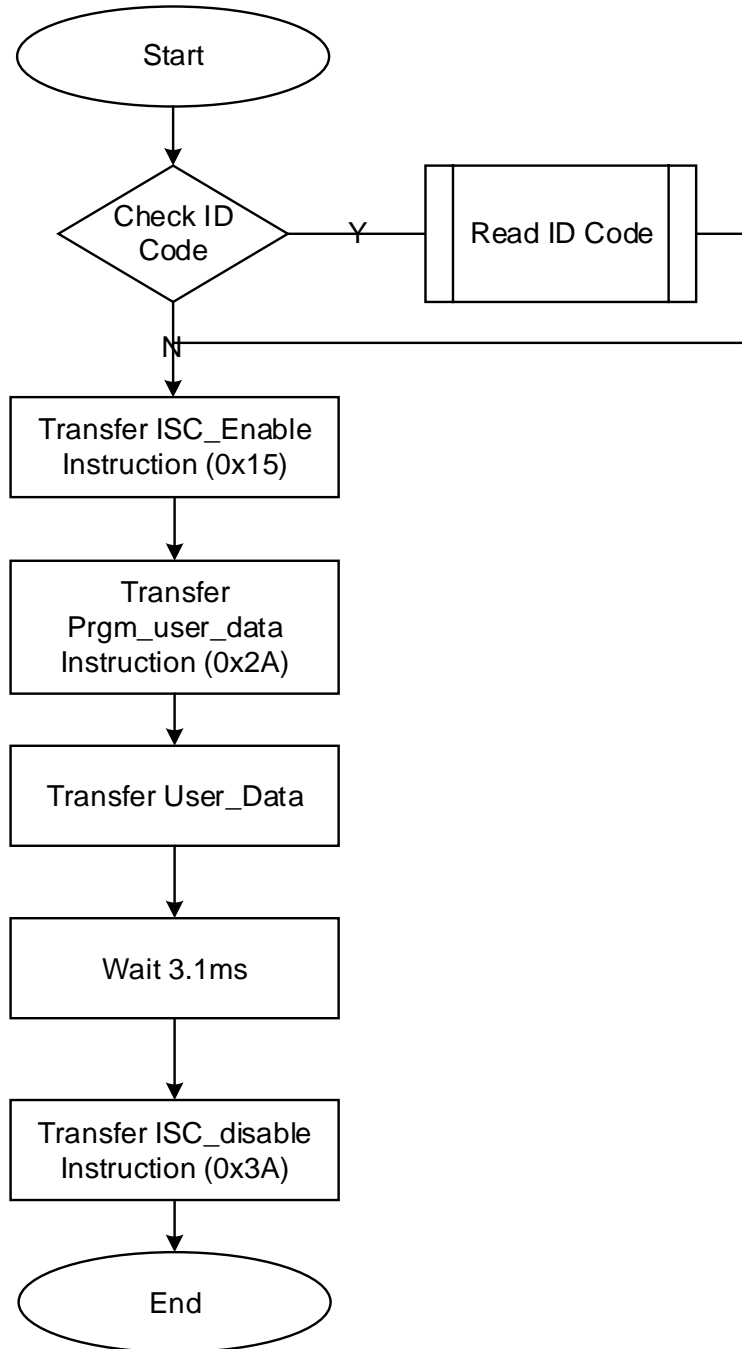 Start
Check ID
Code
Y
Read ID Code
N
Transfer ISC_Enable
Instruction (0x15)
Transfer
Prgm_user_data
Instruction (0x2A)
Transfer User_Data
Wait 3.1ms
Transfer ISC_disable
Instruction (0x3A)
End